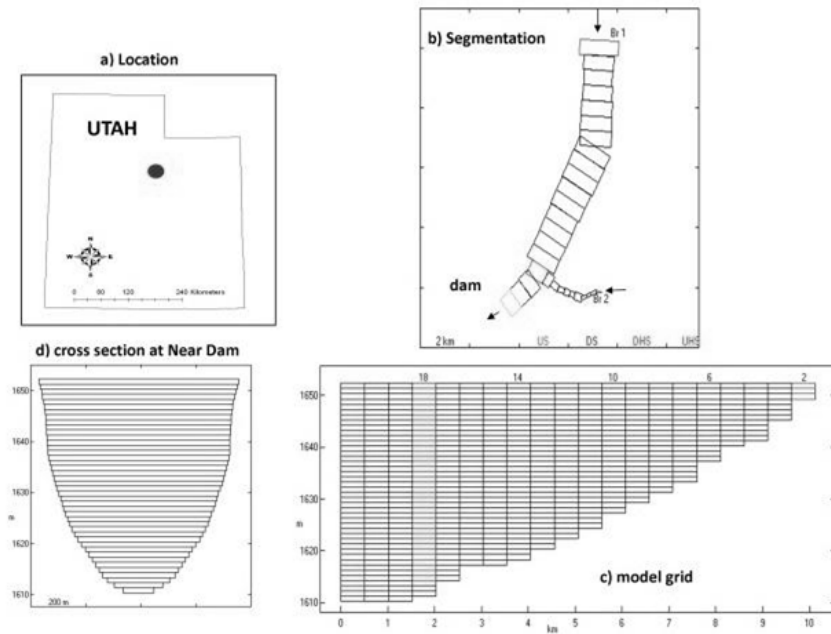 a) Location
UTAH
N
W E
S
0 60 120 240 Kilometers
b) Segmentation
Br 1
dam
Br 2
2 km US DS DHS UHS
d) cross section at Near Dam
1650
1640
1630
m
1620
1610
200 m
18 14 10 6 2
1650
1640
1630
m
1620
1610
c) model grid
0 1 2 3 4 5 6 7 8 9 10
km